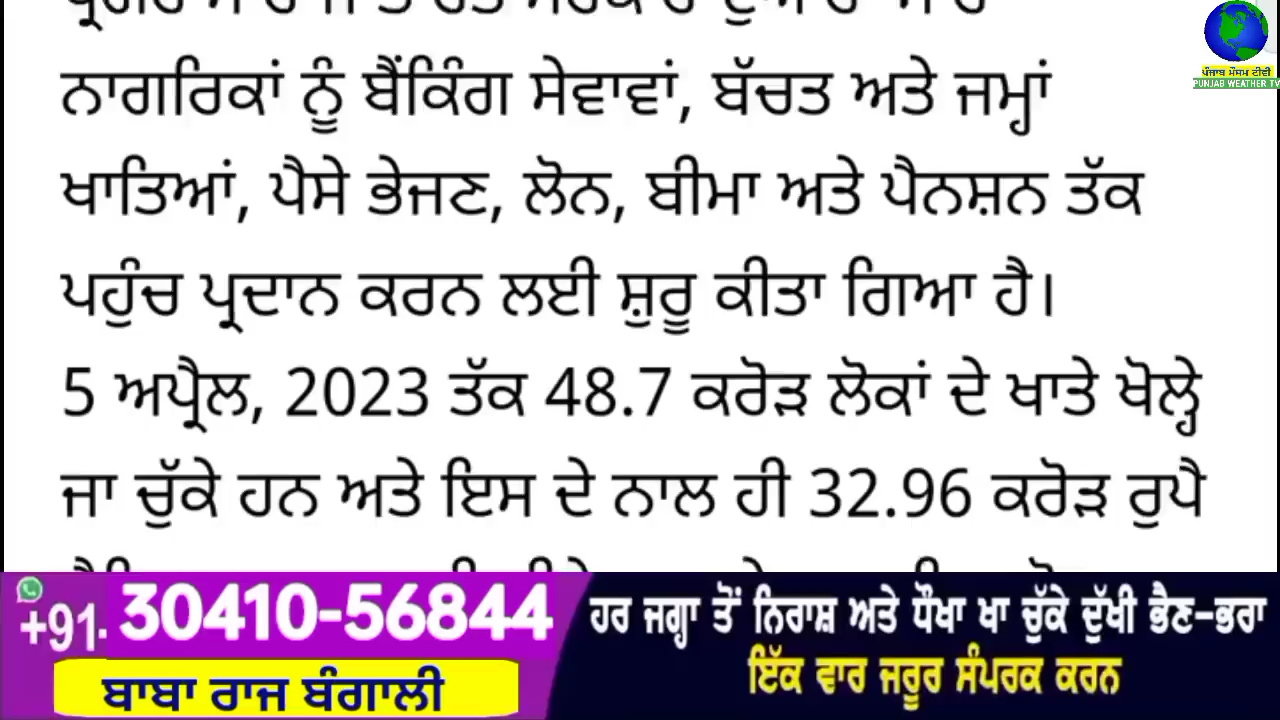 ਨਾਗਰਿਕਾਂ ਨੂੰ ਬੈਂਕਿੰਗ ਸੇਵਾਵਾਂ, ਬੱਚਤ ਅਤੇ ਜਮ੍ਹਾਂ
ਖਾਤਿਆਂ, ਪੈਸੇ ਭੇਜਣ, ਲੋਨ, ਬੀਮਾ ਅਤੇ ਪੈਨਸ਼ਨ ਤੱਕ
ਪਹੁੰਚ ਪ੍ਰਦਾਨ ਕਰਨ ਲਈ ਸ਼ੁਰੂ ਕੀਤਾ ਗਿਆ ਹੈ।
5 ਅਪ੍ਰੈਲ, 2023 ਤੱਕ 48.7 ਕਰੋੜ ਲੋਕਾਂ ਦੇ ਖਾਤੇ ਖੋਲ੍ਹੇ
ਜਾ ਚੁੱਕੇ ਹਨ ਅਤੇ ਇਸ ਦੇ ਨਾਲ ਹੀ 32.96 ਕਰੋੜ ਰੁਪੈ
ਪੰਜਾਬ ਮੌਸਮ ਟੀਵੀ
PUNJAB WEATHER TV
+91. 30410-56844
ਬਾਬਾ ਰਾਜ ਬੰਗਾਲੀ
ਹਰ ਜਗ੍ਹਾ ਤੋਂ ਨਿਰਾਸ਼ ਅਤੇ ਧੌਖਾ ਖਾ ਚੁੱਕੇ ਦੁੱਖੀ ਭੈਣ-ਭਰਾ
ਇੱਕ ਵਾਰ ਜਰੂਰ ਸੰਪਰਕ ਕਰਨ